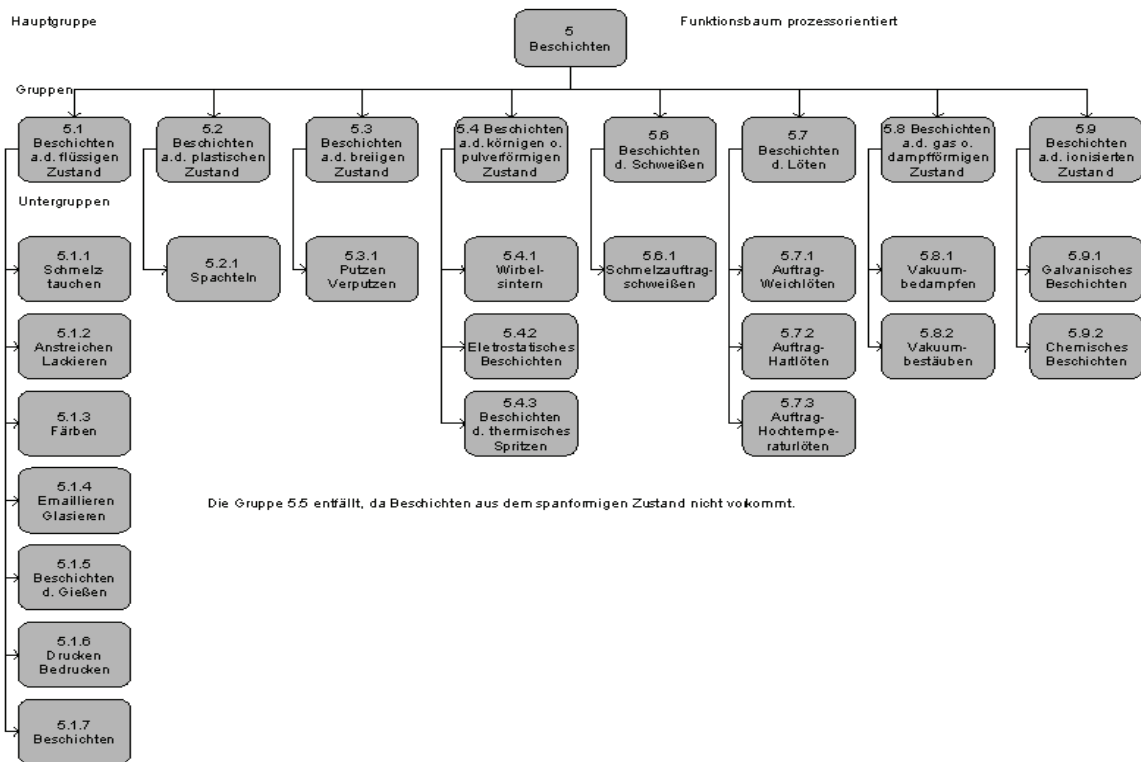 Hauptgruppe
Funktionsbaum prozessorientiert
5
Beschichten
Gruppen
5.1
Beschichten
a.d. flüssigen
Zustand
5.2
Beschichten
a.d. plastischen
Zustand
5.3
Beschichten
a.d. breiigen
Zustand
5.4 Beschichten
a.d. körnigen o.
pulverförmigen
Zustand
5.6
Beschichten
d. Schweißen
5.7
Beschichten
d. Löten
5.8 Beschichten
a.d. gas o.
dampfförmigen
Zustand
5.9
Beschichten
a.d. ionisierten
Zustand
Untergruppen
5.1.1
Schmelz-
tauchen
5.2.1
Spachteln
5.3.1
Putzen
Verputzen
5.4.1
Wirbel-
sintern
5.6.1
Schmelzauftrag-
schweißen
5.7.1
Auftrag-
Weichlöten
5.8.1
Vakuum-
bedampfen
5.9.1
Galvanisches
Beschichten
5.1.2
Anstreichen
Lackieren
5.4.2
Eletrostatisches
Beschichten
5.7.2
Auftrag-
Hartlöten
5.8.2
Vakuum-
bestäuben
5.9.2
Chemisches
Beschichten
5.1.3
Färben
5.4.3
Beschichten
d. thermisches
Spritzen
5.7.3
Auftrag-
Hochtempe-
raturlöten
5.1.4
Emaillieren
Glasieren
Die Gruppe 5.5 entfällt, da Beschichten aus dem spanformigen Zustand nicht vorkommt.
5.1.5
Beschichten
d. Gießen
5.1.6
Drucken
Bedrucken
5.1.7
Beschichten